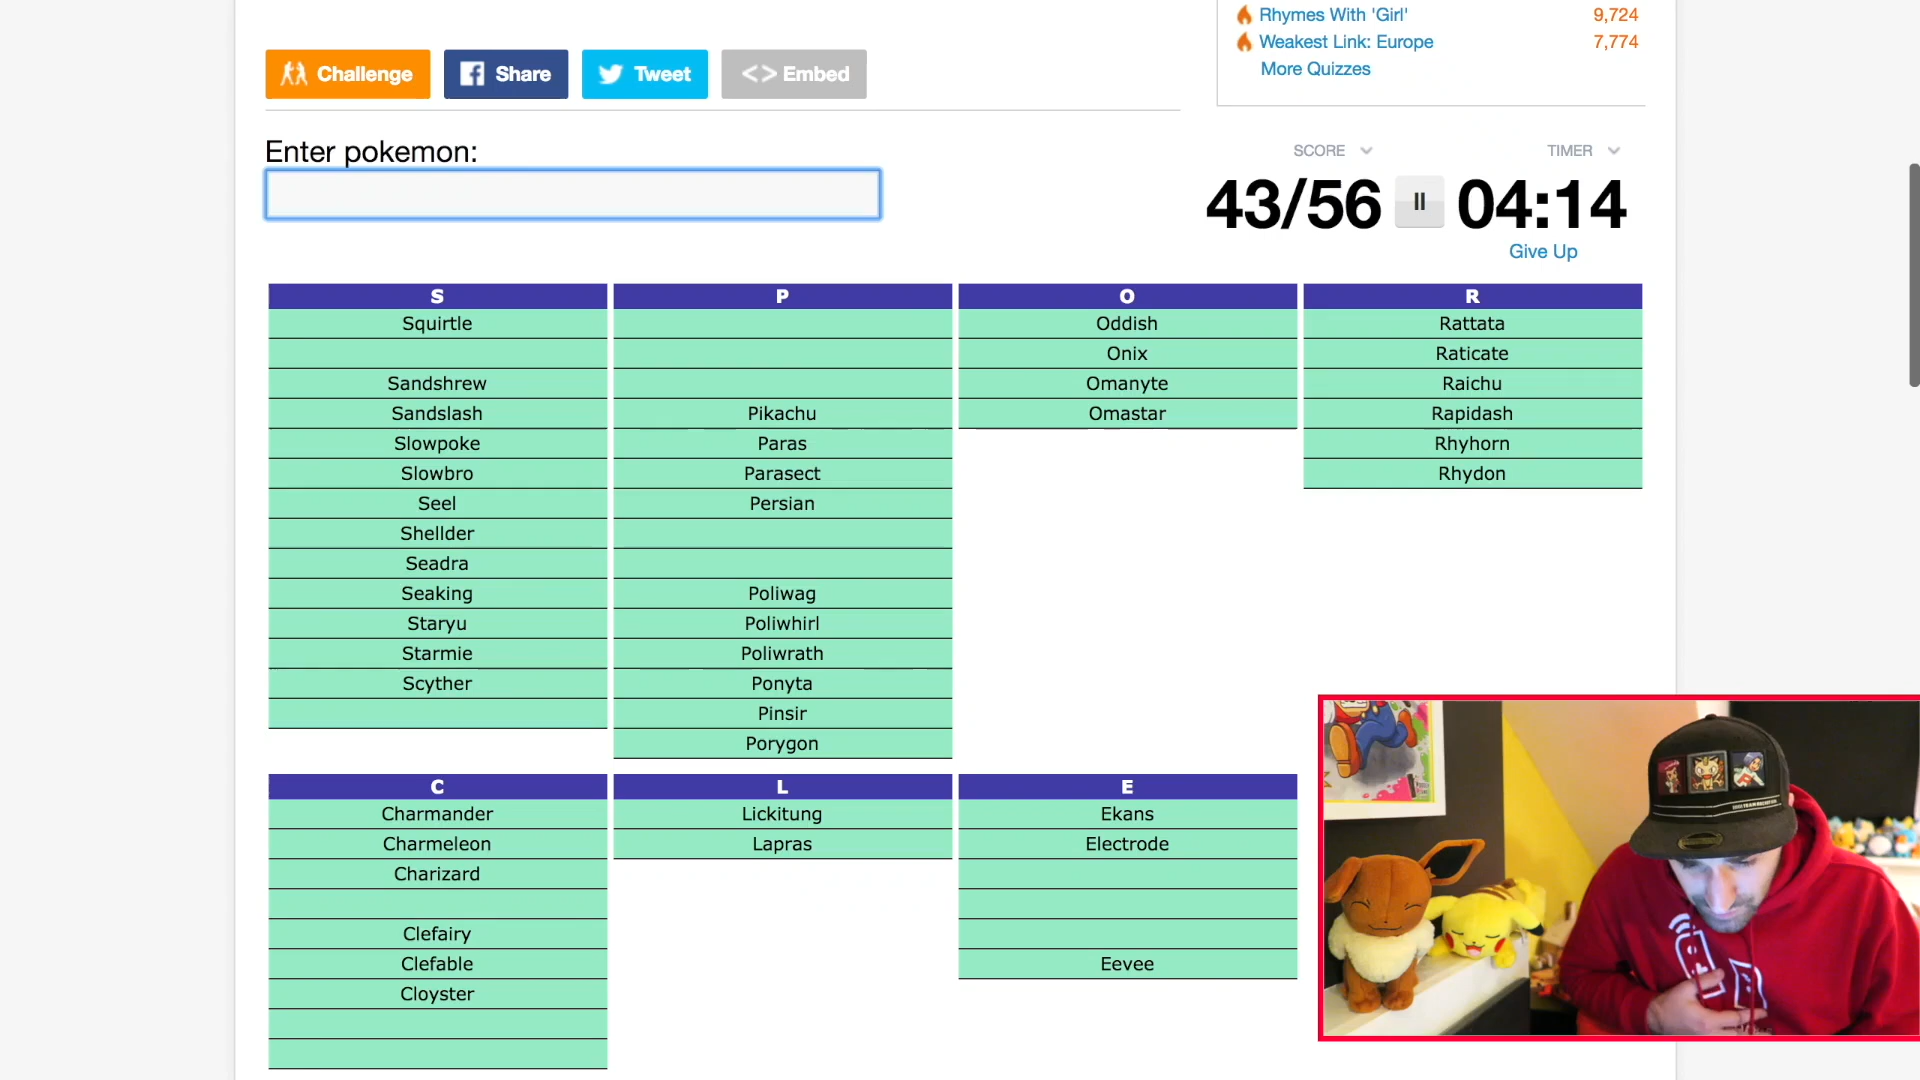 Rhymes With 'Girl' 9,724
Weakest Link: Europe 7,774
More Quizzes
Challenge Share Tweet <> Embed
Enter pokemon:
SCORE TIMER
43/56 04:14
Give Up
S P O R
Squirtle Oddish Rattata
Onix Raticate
Sandshrew Omanyte Raichu
Sandslash Pikachu Omastar Rapidash
Slowpoke Paras Rhyhorn
Slowbro Parasect Rhydon
Seel Persian
Shellder
Seadra
Seaking Poliwag
Staryu Poliwhirl
Starmie Poliwrath
Scyther Ponyta
Pinsir
Porygon
C L E
Charmander Lickitung Ekans
Charmeleon Lapras Electrode
Charizard
Clefairy
Clefable Eevee
Cloyster